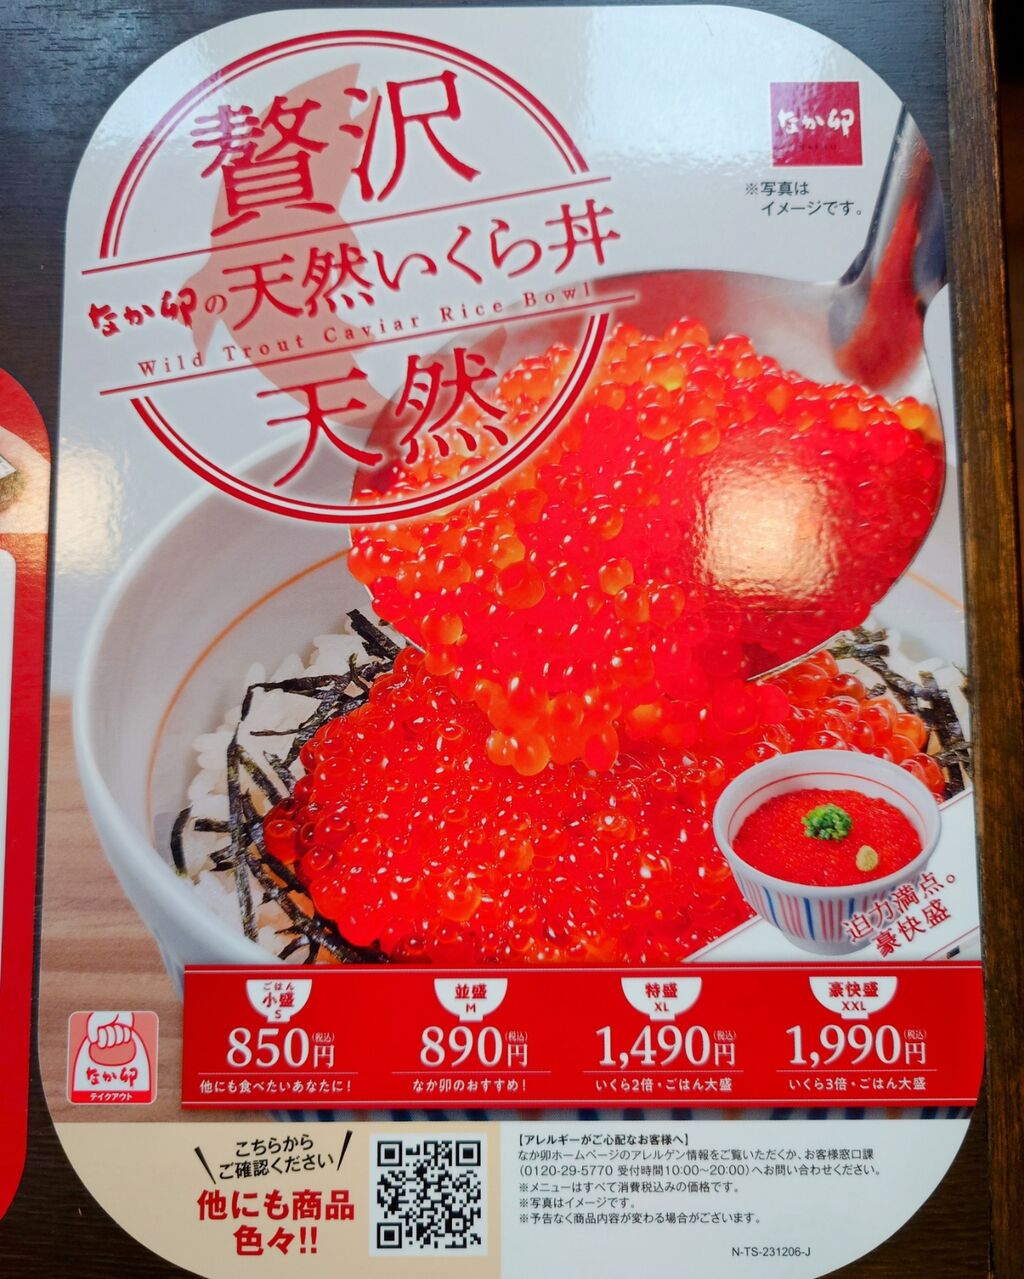 贅沢
なか卯の天然いくら丼
Wild Trout Caviar Rice Bowl
天然
なか卯
※写真は
イメージです。
迫力満点。
豪快盛
ごはん
小盛
S
850円(税込)
他にも食べたいあなたに!
並盛
M
890円(税込)
なか卯のおすすめ!
特盛
XL
1,490円(税込)
いくら2倍・ごはん大盛
豪快盛
XXL
1,990円(税込)
いくら3倍・ごはん大盛
なか卯
テイクアウト
こちらから
ご確認ください
他にも商品
色々!!
【アレルギーがご心配なお客様へ】
なか卯ホームページのアレルゲン情報をご覧いただくか、お客様窓口課
(0120-29-5770 受付時間10:00〜20:00)へお問い合わせください。
※メニューはすべて消費税込みの価格です。
※写真はイメージです。
※予告なく商品内容が変わる場合がございます。
N-TS-231206-J